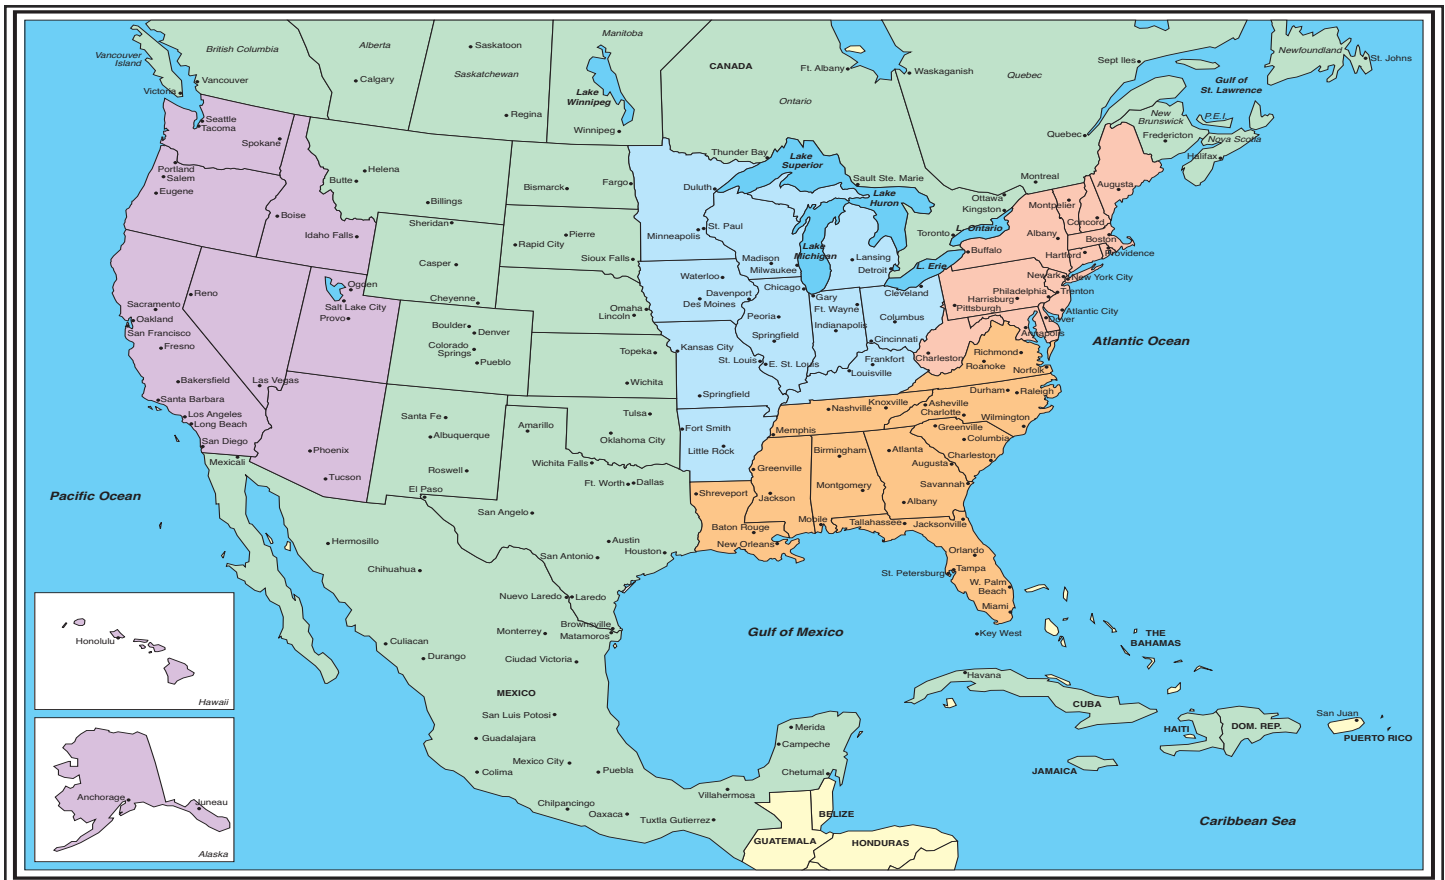 Vancouver
Island
British Columbia
Alberta
Saskatoon
Saskatchewan
Manitoba
Calgary
Vancouver
Victoria
Regina
Lake
Winnipeg
Winnipeg
CANADA
Ft. Albany
Waskaganish
Ontario
Quebec
Sept Iles
Newfoundland
St. Johns
Gulf of
St. Lawrence
New
Brunswick
P.E.I.
Fredericton
Nova Scotia
Halifax
Quebec
Montreal
Ottawa
Kingston
Toronto
Thunder Bay
Sault Ste. Marie
Lake
Superior
Lake
Huron
Lake
Michigan
L. Ontario
L. Erie
Seattle
Tacoma
Spokane
Portland
Salem
Eugene
Helena
Butte
Billings
Boise
Idaho Falls
Sheridan
Casper
Cheyenne
Bismarck
Fargo
Pierre
Rapid City
Sioux Falls
Duluth
St. Paul
Minneapolis
Madison
Milwaukee
Lansing
Detroit
Waterloo
Davenport
Des Moines
Chicago
Gary
Ft. Wayne
Peoria
Indianapolis
Springfield
Cleveland
Columbus
Cincinnati
Omaha
Lincoln
Kansas City
St. Louis
E. St. Louis
Frankfort
Louisville
Springfield
Topeka
Wichita
Tulsa
Oklahoma City
Fort Smith
Little Rock
Reno
Sacramento
Oakland
San Francisco
Fresno
Bakersfield
Las Vegas
Santa Barbara
Los Angeles
Long Beach
San Diego
Mexicali
Ogden
Salt Lake City
Provo
Boulder
Denver
Colorado
Springs
Pueblo
Phoenix
Tucson
Santa Fe
Albuquerque
Roswell
El Paso
Amarillo
Wichita Falls
Ft. Worth
Dallas
San Angelo
Austin
San Antonio
Houston
Laredo
Nuevo Laredo
Brownsville
Matamoros
Augusta
Montpelier
Concord
Albany
Boston
Buffalo
Hartford
Providence
Newark
New York City
Philadelphia
Trenton
Harrisburg
Pittsburgh
Atlantic City
Dover
Annapolis
Charleston
Richmond
Roanoke
Norfolk
Durham
Raleigh
Knoxville
Asheville
Nashville
Charlotte
Wilmington
Memphis
Greenville
Columbia
Charleston
Birmingham
Atlanta
Augusta
Greenville
Montgomery
Savannah
Albany
Jackson
Shreveport
Mobile
Baton Rouge
Tallahassee
Jacksonville
New Orleans
Orlando
St. Petersburg
Tampa
W. Palm
Beach
Miami
Key West
Atlantic Ocean
Pacific Ocean
Gulf of Mexico
Caribbean Sea
Hermosillo
Chihuahua
Culiacan
Durango
Monterrey
Ciudad Victoria
MEXICO
San Luis Potosi
Guadalajara
Mexico City
Colima
Puebla
Chilpancingo
Oaxaca
Tuxtla Gutierrez
Villahermosa
Merida
Campeche
Chetumal
BELIZE
GUATEMALA
HONDURAS
THE
BAHAMAS
Havana
CUBA
HAITI
DOM. REP.
JAMAICA
San Juan
PUERTO RICO
Honolulu
Hawaii
Anchorage
Juneau
Alaska